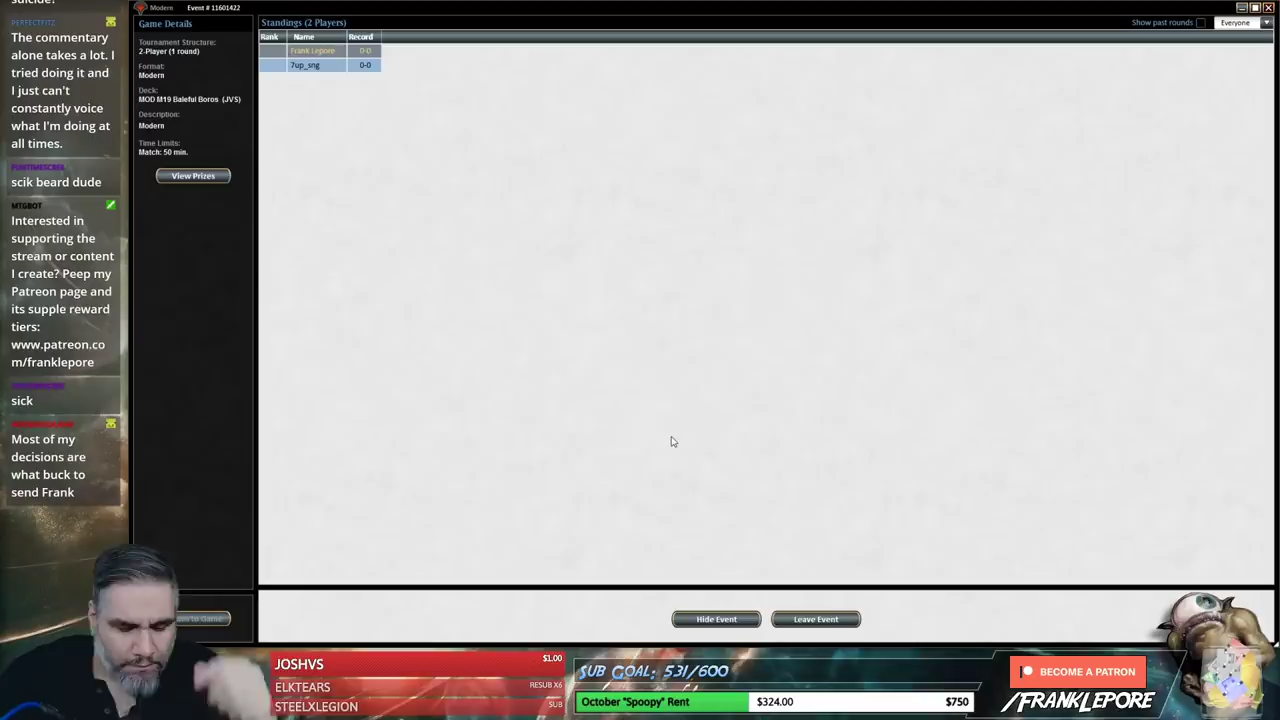 suicide!
PERFECTFITZ
The commentary
alone takes a lot. I
tried doing it and
I just can't
constantly voice
what I'm doing at
all times.
scik beard dude
MTGBOT
Interested in
supporting the
stream or content
I create? Peep my
Patreon page and
its supple reward
tiers:
www.patreon.co
m/franklepore
sick
Most of my
decisions are
what buck to
send Frank
Modern
Event # 11601422
Game Details
Tournament Structure:
2-Player (1 round)
Format:
Modern
Deck:
MOD M19 Baleful Boros (JVS)
Description:
Modern
Time Limits:
Match: 50 min.
View Prizes
Standings (2 Players)
Show past rounds
Everyone
Rank Name Record
Frank Lepore 0-0
7up_sng 0-0
to Game
Hide Event
Leave Event
JOSHVS $1.00
ELKTEARS RESUB X6
STEELXLEGION SUB
SUB GOAL: 531/600
October "Spoopy" Rent $324.00 $750
BECOME A PATRON
/FRANKLEPORE